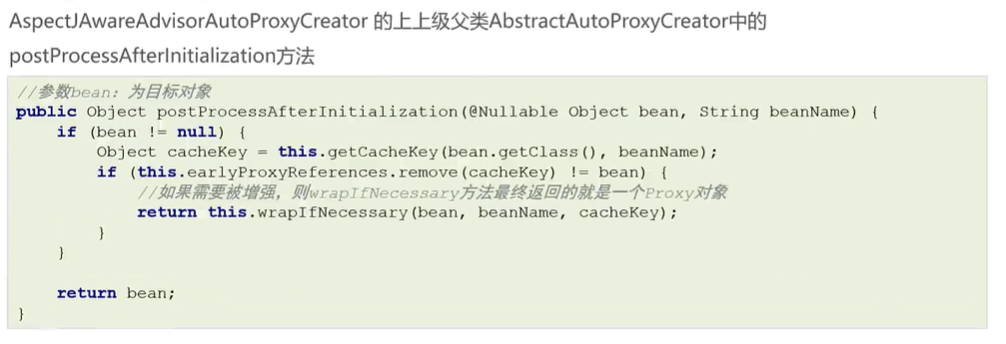 AspectJAwareAdvisorAutoProxyCreator 的上上级父类AbstractAutoProxyCreator中的
postProcessAfterInitialization方法
//参数bean：为目标对象
public Object postProcessAfterInitialization(@Nullable Object bean, String beanName) {
    if (bean != null) {
        Object cacheKey = this.getCacheKey(bean.getClass(), beanName);
        if (this.earlyProxyReferences.remove(cacheKey) != bean) {
            //如果需要被增强，则wrapIfNecessary方法最终返回的就是一个Proxy对象
            return this.wrapIfNecessary(bean, beanName, cacheKey);
        }
    }
    return bean;
}